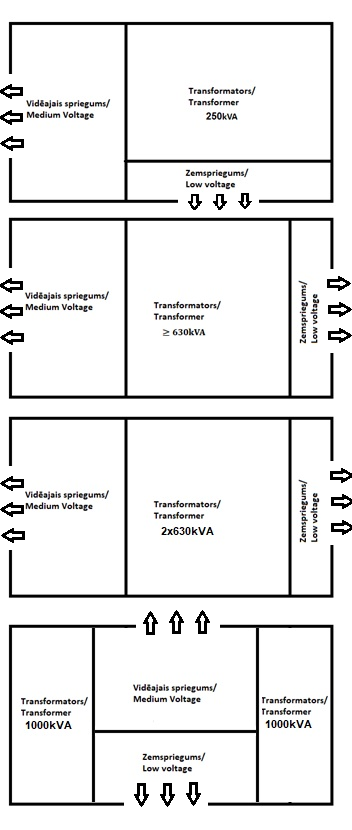 Vidējais spriegums/
Medium Voltage
Transformators/
Transformer
250kVA
Zemspriegums/
Low voltage
Vidējais spriegums/
Medium Voltage
Transformators/
Transformer
≥ 630kVA
Zemspriegums/
Low voltage
Vidējais spriegums/
Medium Voltage
Transformators/
Transformer
2x630kVA
Zemspriegums/
Low voltage
Transformators/
Transformer
1000kVA
Vidējais spriegums/
Medium Voltage
Zemspriegums/
Low voltage
Transformators/
Transformer
1000kVA